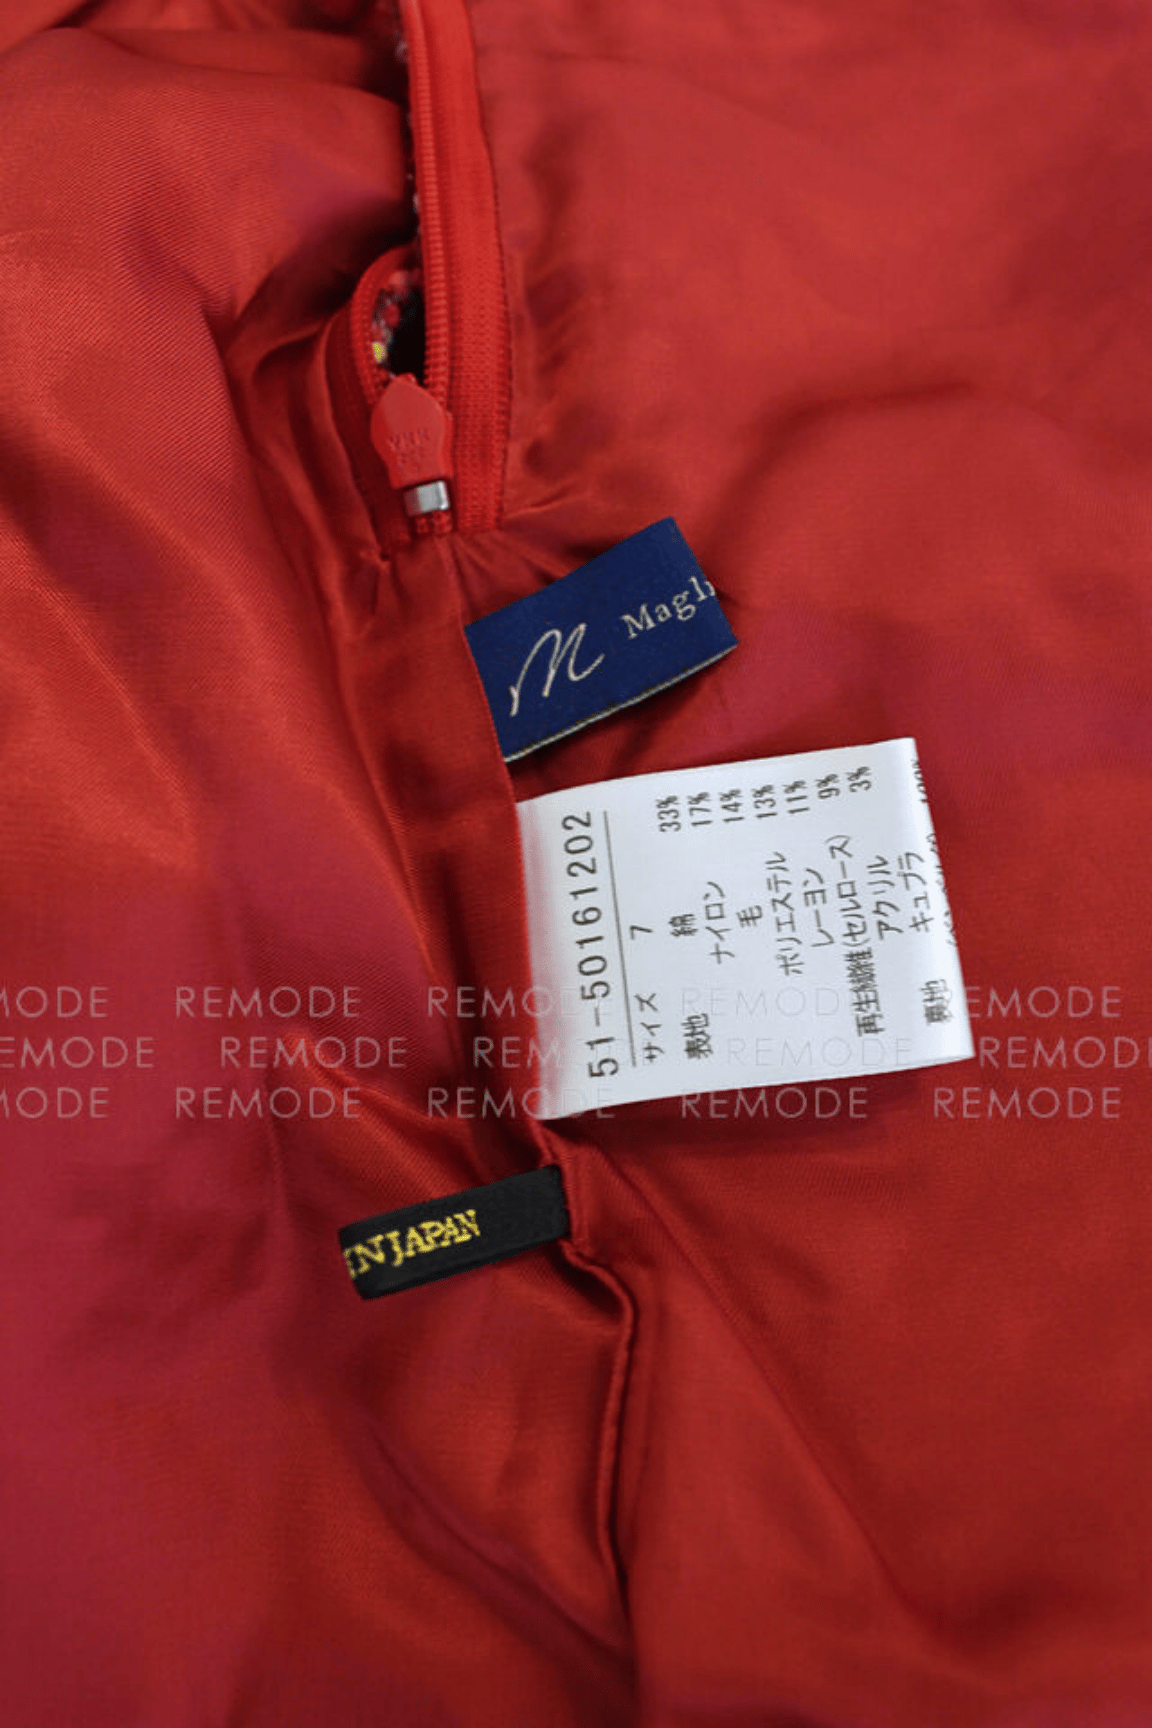 YKK
M Magli
51-50161202
サイズ 7
表地 綿 33%
ナイロン 17%
毛 14%
ポリエステル 13%
レーヨン 11%
再生繊維(セルロース) 9%
アクリル 3%
裏地 キュプラ
IN JAPAN
REMODE REMODE REMODE REMODE
REMODE REMODE REMODE REMODE
REMODE REMODE REMODE REMODE